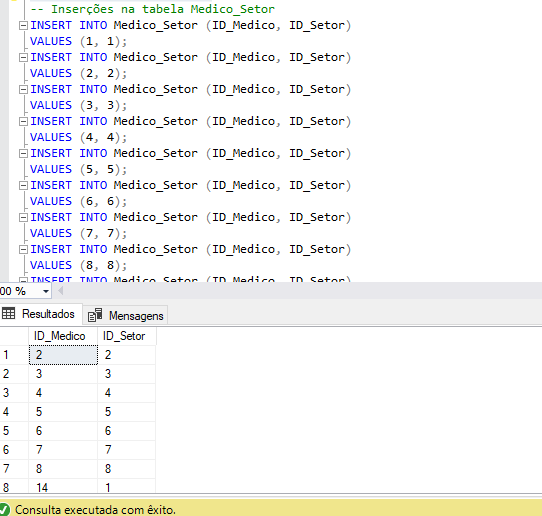 -- Inserções na tabela Medico_Setor
INSERT INTO Medico_Setor (ID_Medico, ID_Setor)
VALUES (1, 1);
INSERT INTO Medico_Setor (ID_Medico, ID_Setor)
VALUES (2, 2);
INSERT INTO Medico_Setor (ID_Medico, ID_Setor)
VALUES (3, 3);
INSERT INTO Medico_Setor (ID_Medico, ID_Setor)
VALUES (4, 4);
INSERT INTO Medico_Setor (ID_Medico, ID_Setor)
VALUES (5, 5);
INSERT INTO Medico_Setor (ID_Medico, ID_Setor)
VALUES (6, 6);
INSERT INTO Medico_Setor (ID_Medico, ID_Setor)
VALUES (7, 7);
INSERT INTO Medico_Setor (ID_Medico, ID_Setor)
VALUES (8, 8);
INSERT INTO Medico_Setor (ID_Medico, ID_Setor)
00 %
Resultados Mensagens
ID_Medico ID_Setor
1 2 2
2 3 3
3 4 4
4 5 5
5 6 6
6 7 7
7 8 8
8 14 1
Consulta executada com êxito.